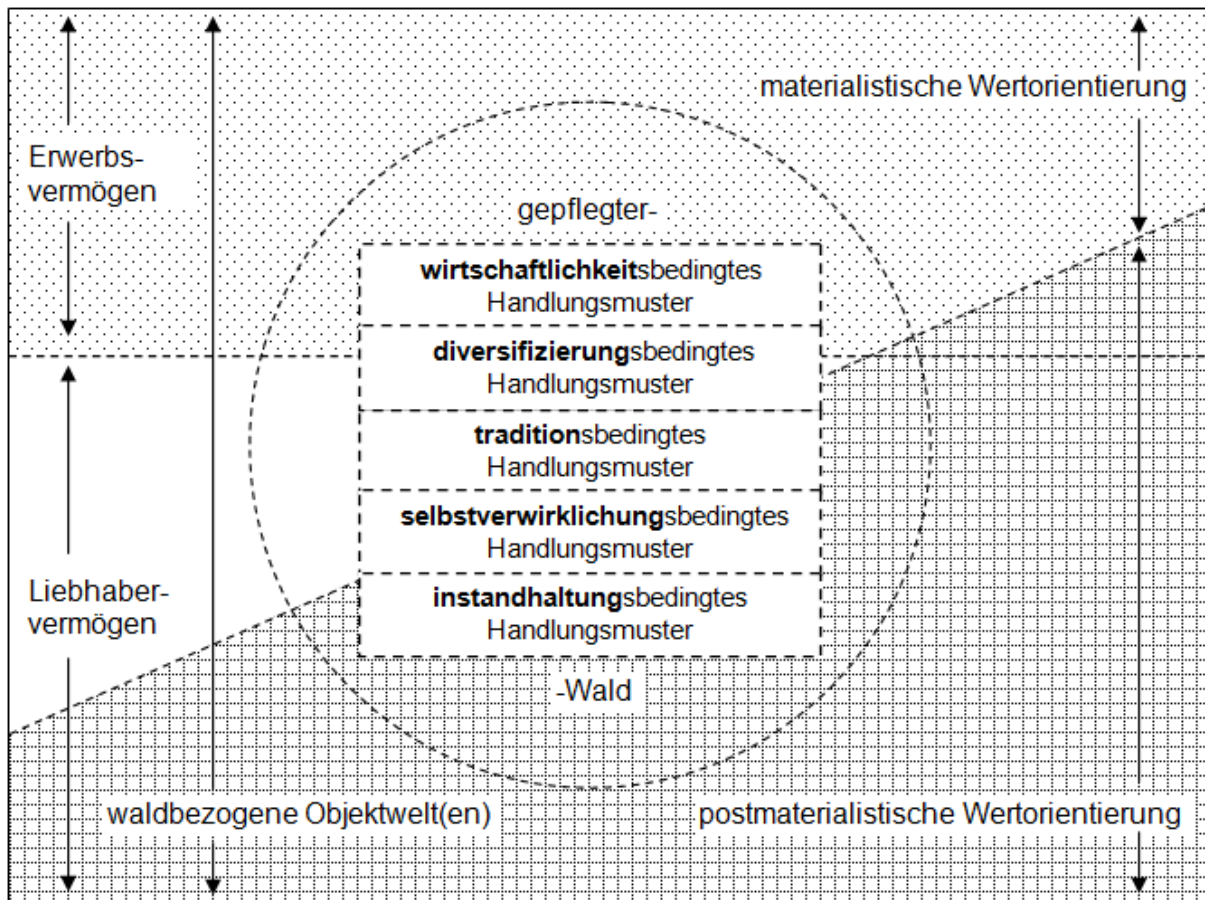 materialistische Wertorientierung
Erwerbs-
vermögen
gepflegter-
wirtschaftlichkeitsbedingtes
Handlungsmuster
diversifizierungsbedingtes
Handlungsmuster
traditionsbedingtes
Handlungsmuster
selbstverwirklichungsbedingtes
Handlungsmuster
instandhaltungsbedingtes
Handlungsmuster
Liebhaber-
vermögen
-Wald
waldbezogene Objektwelt(en)
postmaterialistische Wertorientierung